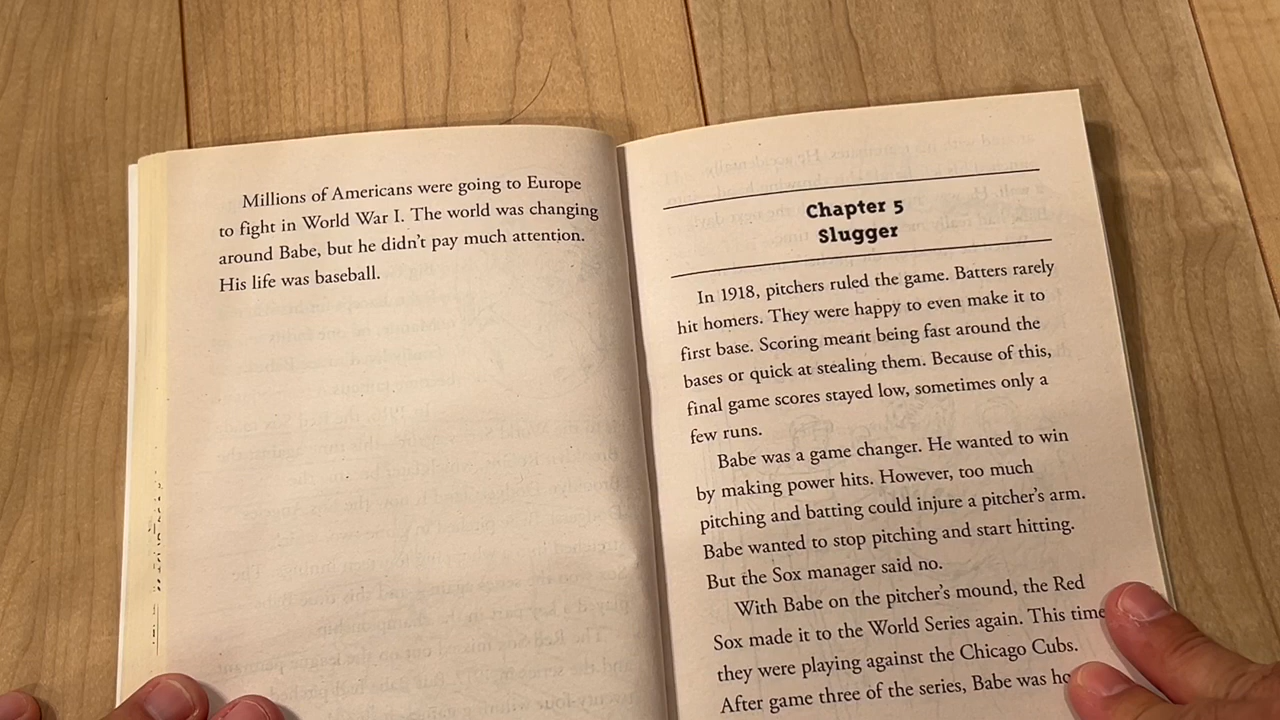 Millions of Americans were going to Europe
to fight in World War I. The world was changing
around Babe, but he didn't pay much attention.
His life was baseball.
Chapter 5
Slugger
In 1918, pitchers ruled the game. Batters rarely
hit homers. They were happy to even make it to
first base. Scoring meant being fast around the
bases or quick at stealing them. Because of this,
final game scores stayed low, sometimes only a
few runs.
Babe was a game changer. He wanted to win
by making power hits. However, too much
pitching and batting could injure a pitcher's arm.
Babe wanted to stop pitching and start hitting.
But the Sox manager said no.
With Babe on the pitcher's mound, the Red
Sox made it to the World Series again. This time
they were playing against the Chicago Cubs.
After game three of the series, Babe was